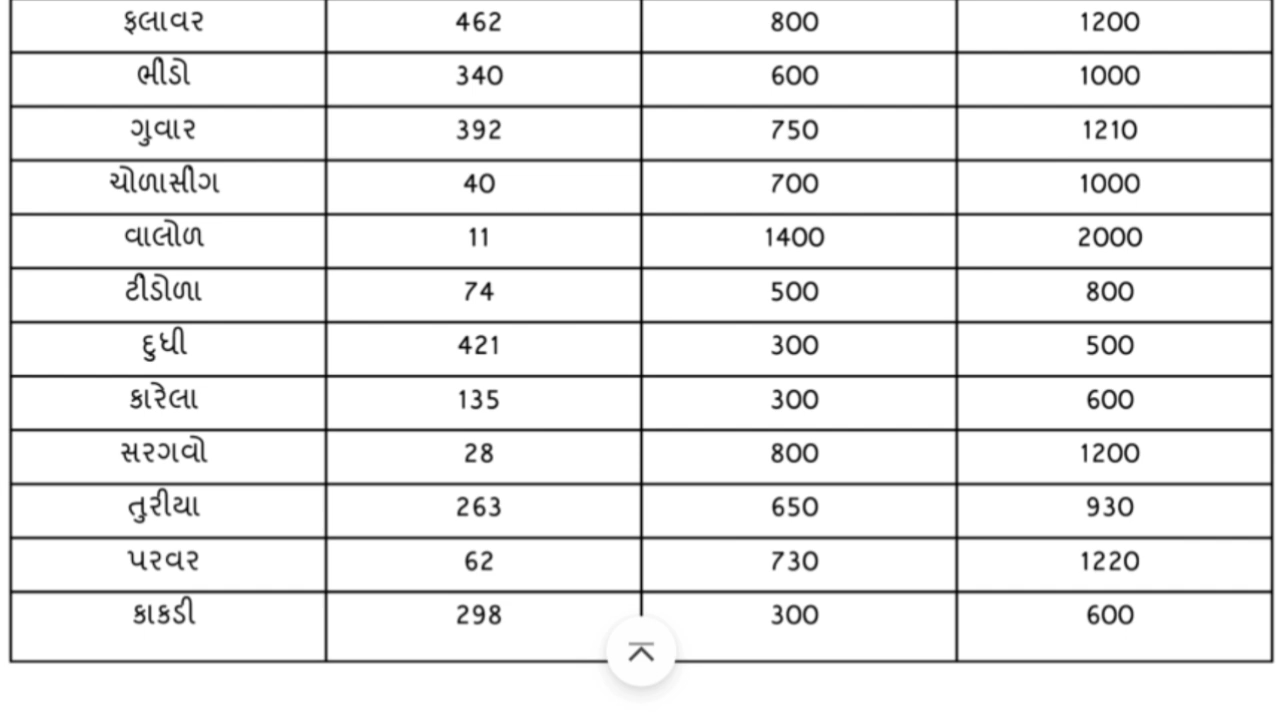 ફલાવર 462 800 1200
ભીંડો 340 600 1000
ગુવાર 392 750 1210
ચોળાસીંગ 40 700 1000
વાલોળ 11 1400 2000
ટીંડોળા 74 500 800
દુધી 421 300 500
કારેલા 135 300 600
સરગવો 28 800 1200
તુરીયા 263 650 930
પરવર 62 730 1220
કાકડી 298 300 600